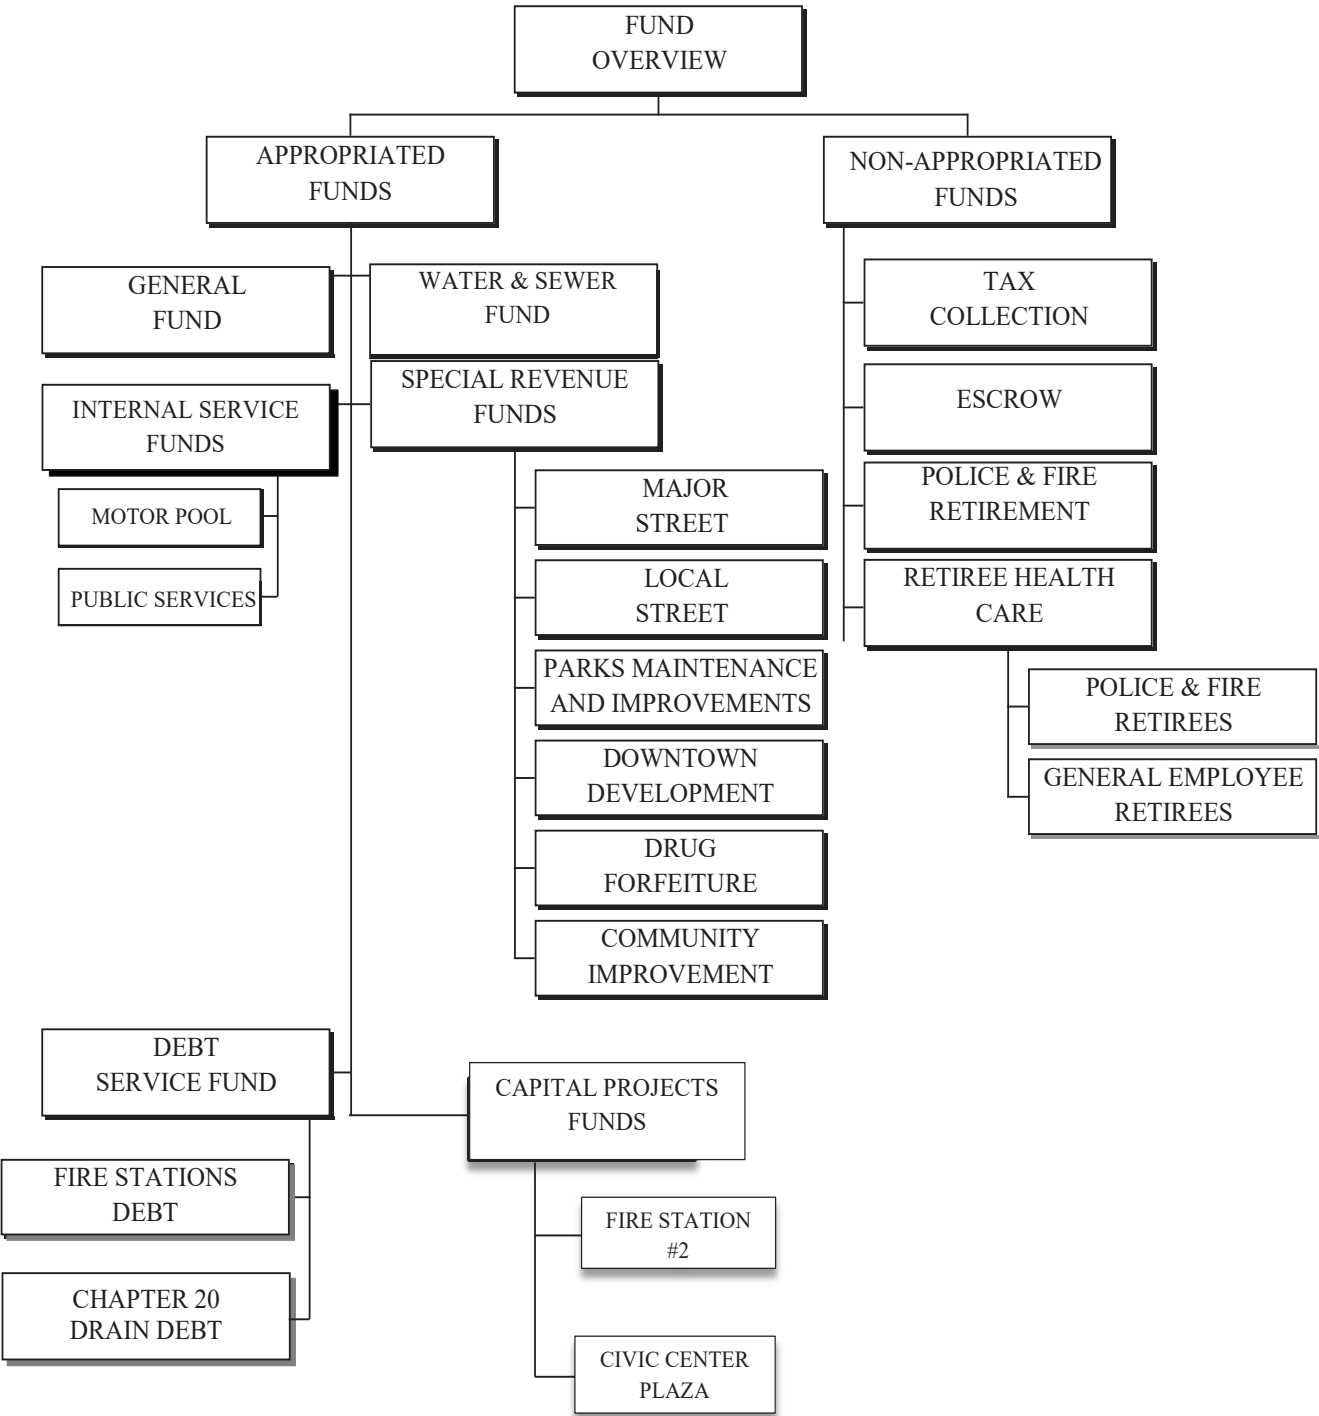 FUND
OVERVIEW
APPROPRIATED
FUNDS
NON-APPROPRIATED
FUNDS
GENERAL
FUND
WATER & SEWER
FUND
INTERNAL SERVICE
FUNDS
MOTOR POOL
PUBLIC SERVICES
SPECIAL REVENUE
FUNDS
MAJOR
STREET
LOCAL
STREET
PARKS MAINTENANCE
AND IMPROVEMENTS
DOWNTOWN
DEVELOPMENT
DRUG
FORFEITURE
COMMUNITY
IMPROVEMENT
DEBT
SERVICE FUND
FIRE STATIONS
DEBT
CHAPTER 20
DRAIN DEBT
CAPITAL PROJECTS
FUNDS
FIRE STATION
#2
CIVIC CENTER
PLAZA
TAX
COLLECTION
ESCROW
POLICE & FIRE
RETIREMENT
RETIREE HEALTH
CARE
POLICE & FIRE
RETIREES
GENERAL EMPLOYEE
RETIREES